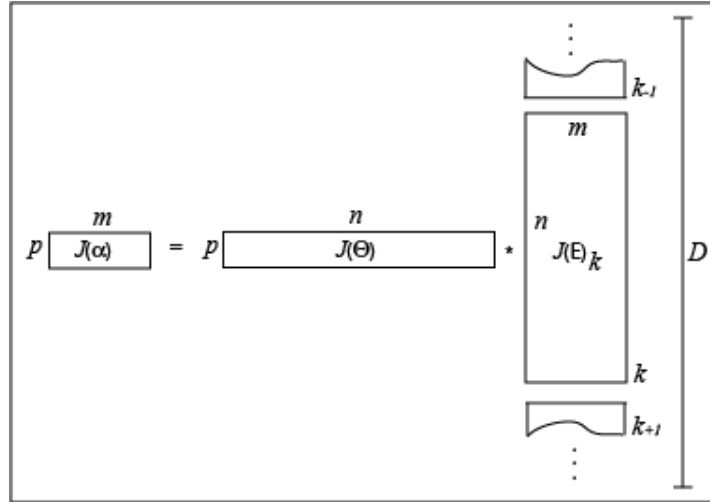 k-1
m
m
n
n
p J(α) = p J(Θ) * J(E)k D
k
k+1